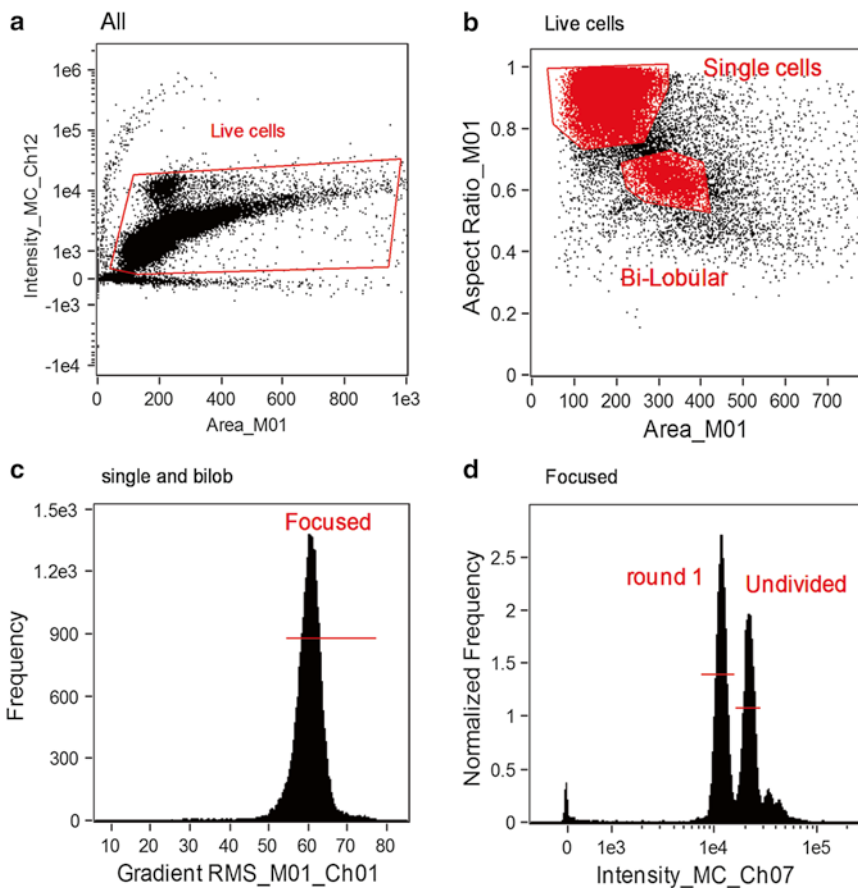 a
All
Intensity_MC_Ch12
1e6
1e5
1e4
1e3
0
-1e3
-1e4
Live cells
0
200
400
600
800
1e3
Area_M01
b
Live cells
Aspect Ratio_M01
1
0.8
0.6
0.4
0.2
0
Single cells
Bi-Lobular
0
100
200
300
400
500
600
700
Area_M01
c
single and bilob
Frequency
1.5e3
1.2e3
900
600
300
0
Focused
10
20
30
40
50
60
70
80
Gradient RMS_M01_Ch01
d
Focused
Normalized Frequency
2.5
2
1.5
1
0.5
0
round 1
Undivided
0
1e3
1e4
1e5
Intensity_MC_Ch07